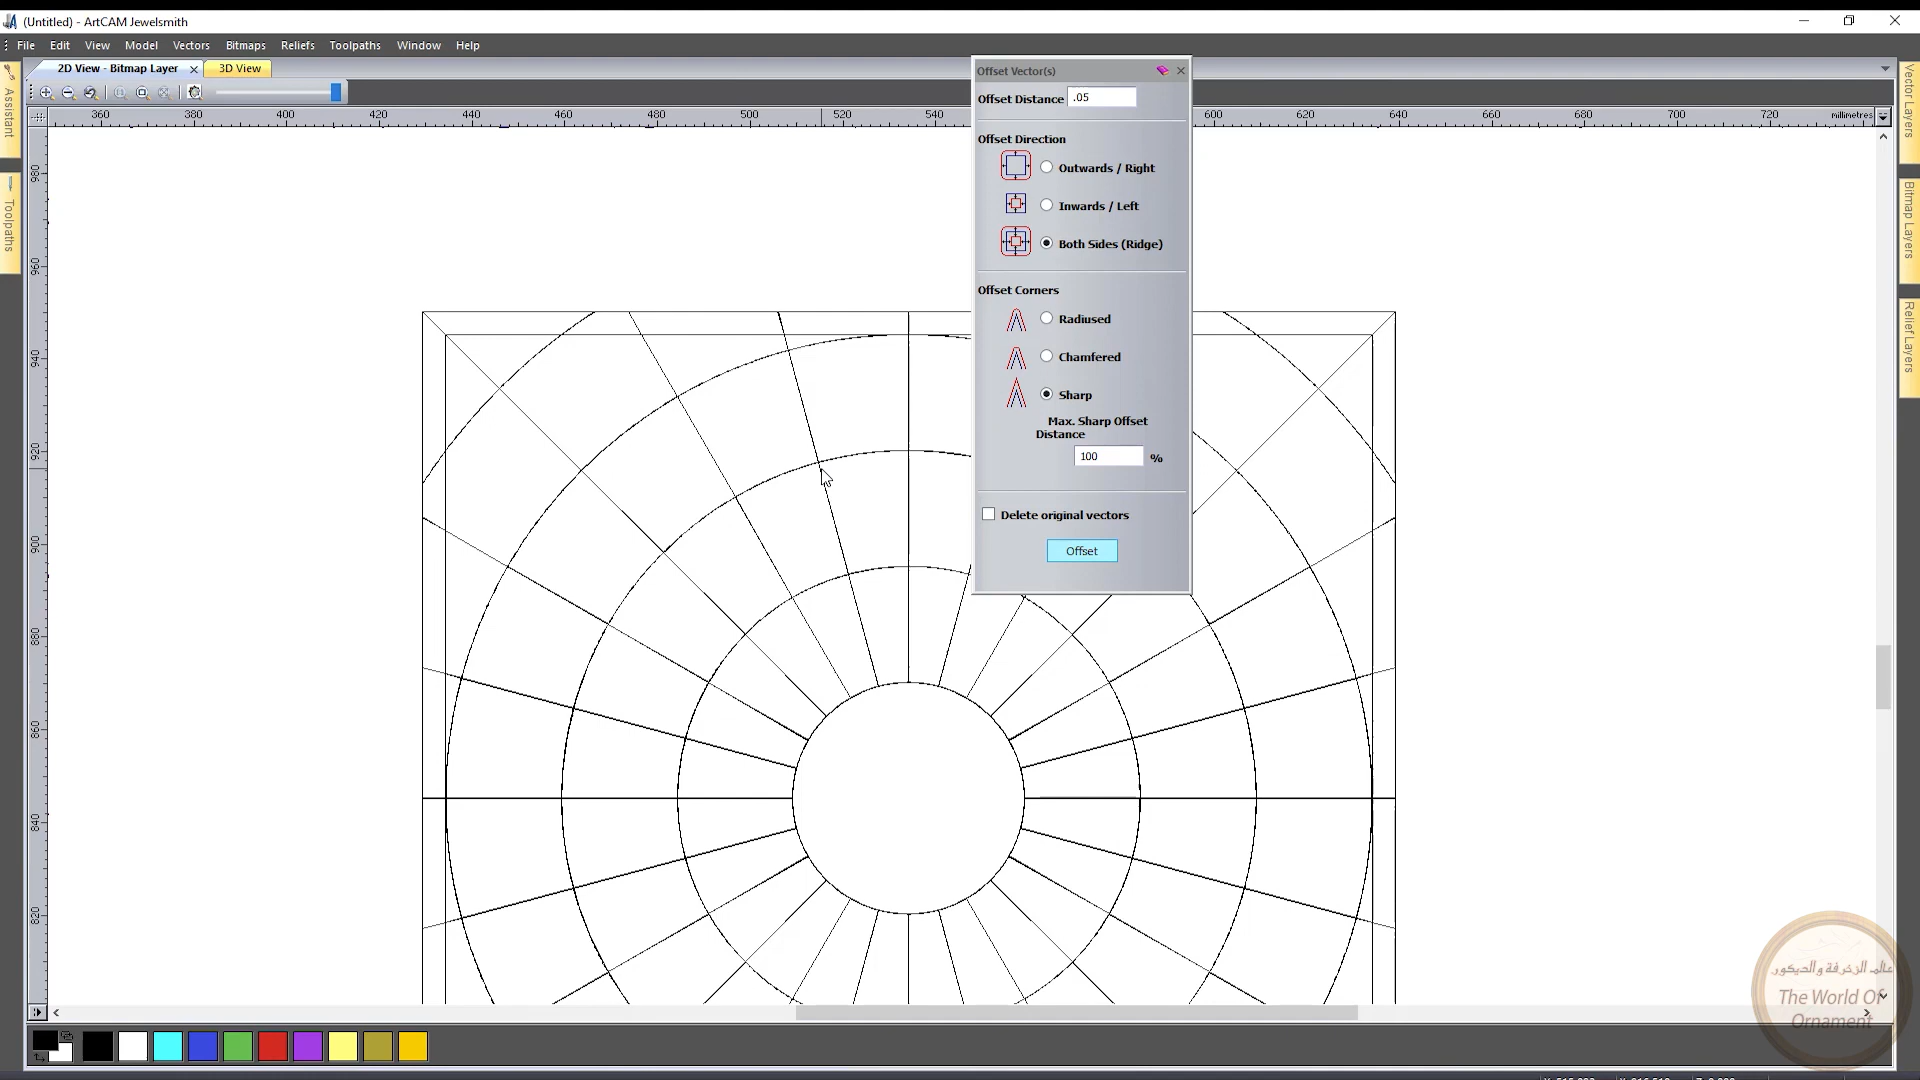 (Untitled) - ArtCAM Jewelsmith
File Edit View Model Vectors Bitmaps Reliefs Toolpaths Window Help
2D View - Bitmap Layer 3D View
360 380 400 420 440 460 480 500 520 540 600 620 640 660 680 700 720 millimetres
980
960
940
920
900
880
860
840
820
Assistant
Toolpaths
Offset Vector(s)
Offset Distance .05
Offset Direction
Outwards / Right
Inwards / Left
Both Sides (Ridge)
Offset Corners
Radiused
Chamfered
Sharp
Max. Sharp Offset
Distance
100 %
Delete original vectors
Offset
Vector Layers
Bitmap Layers
Relief Layers
عالم الزخرفة والديكور
The World Of
Ornament